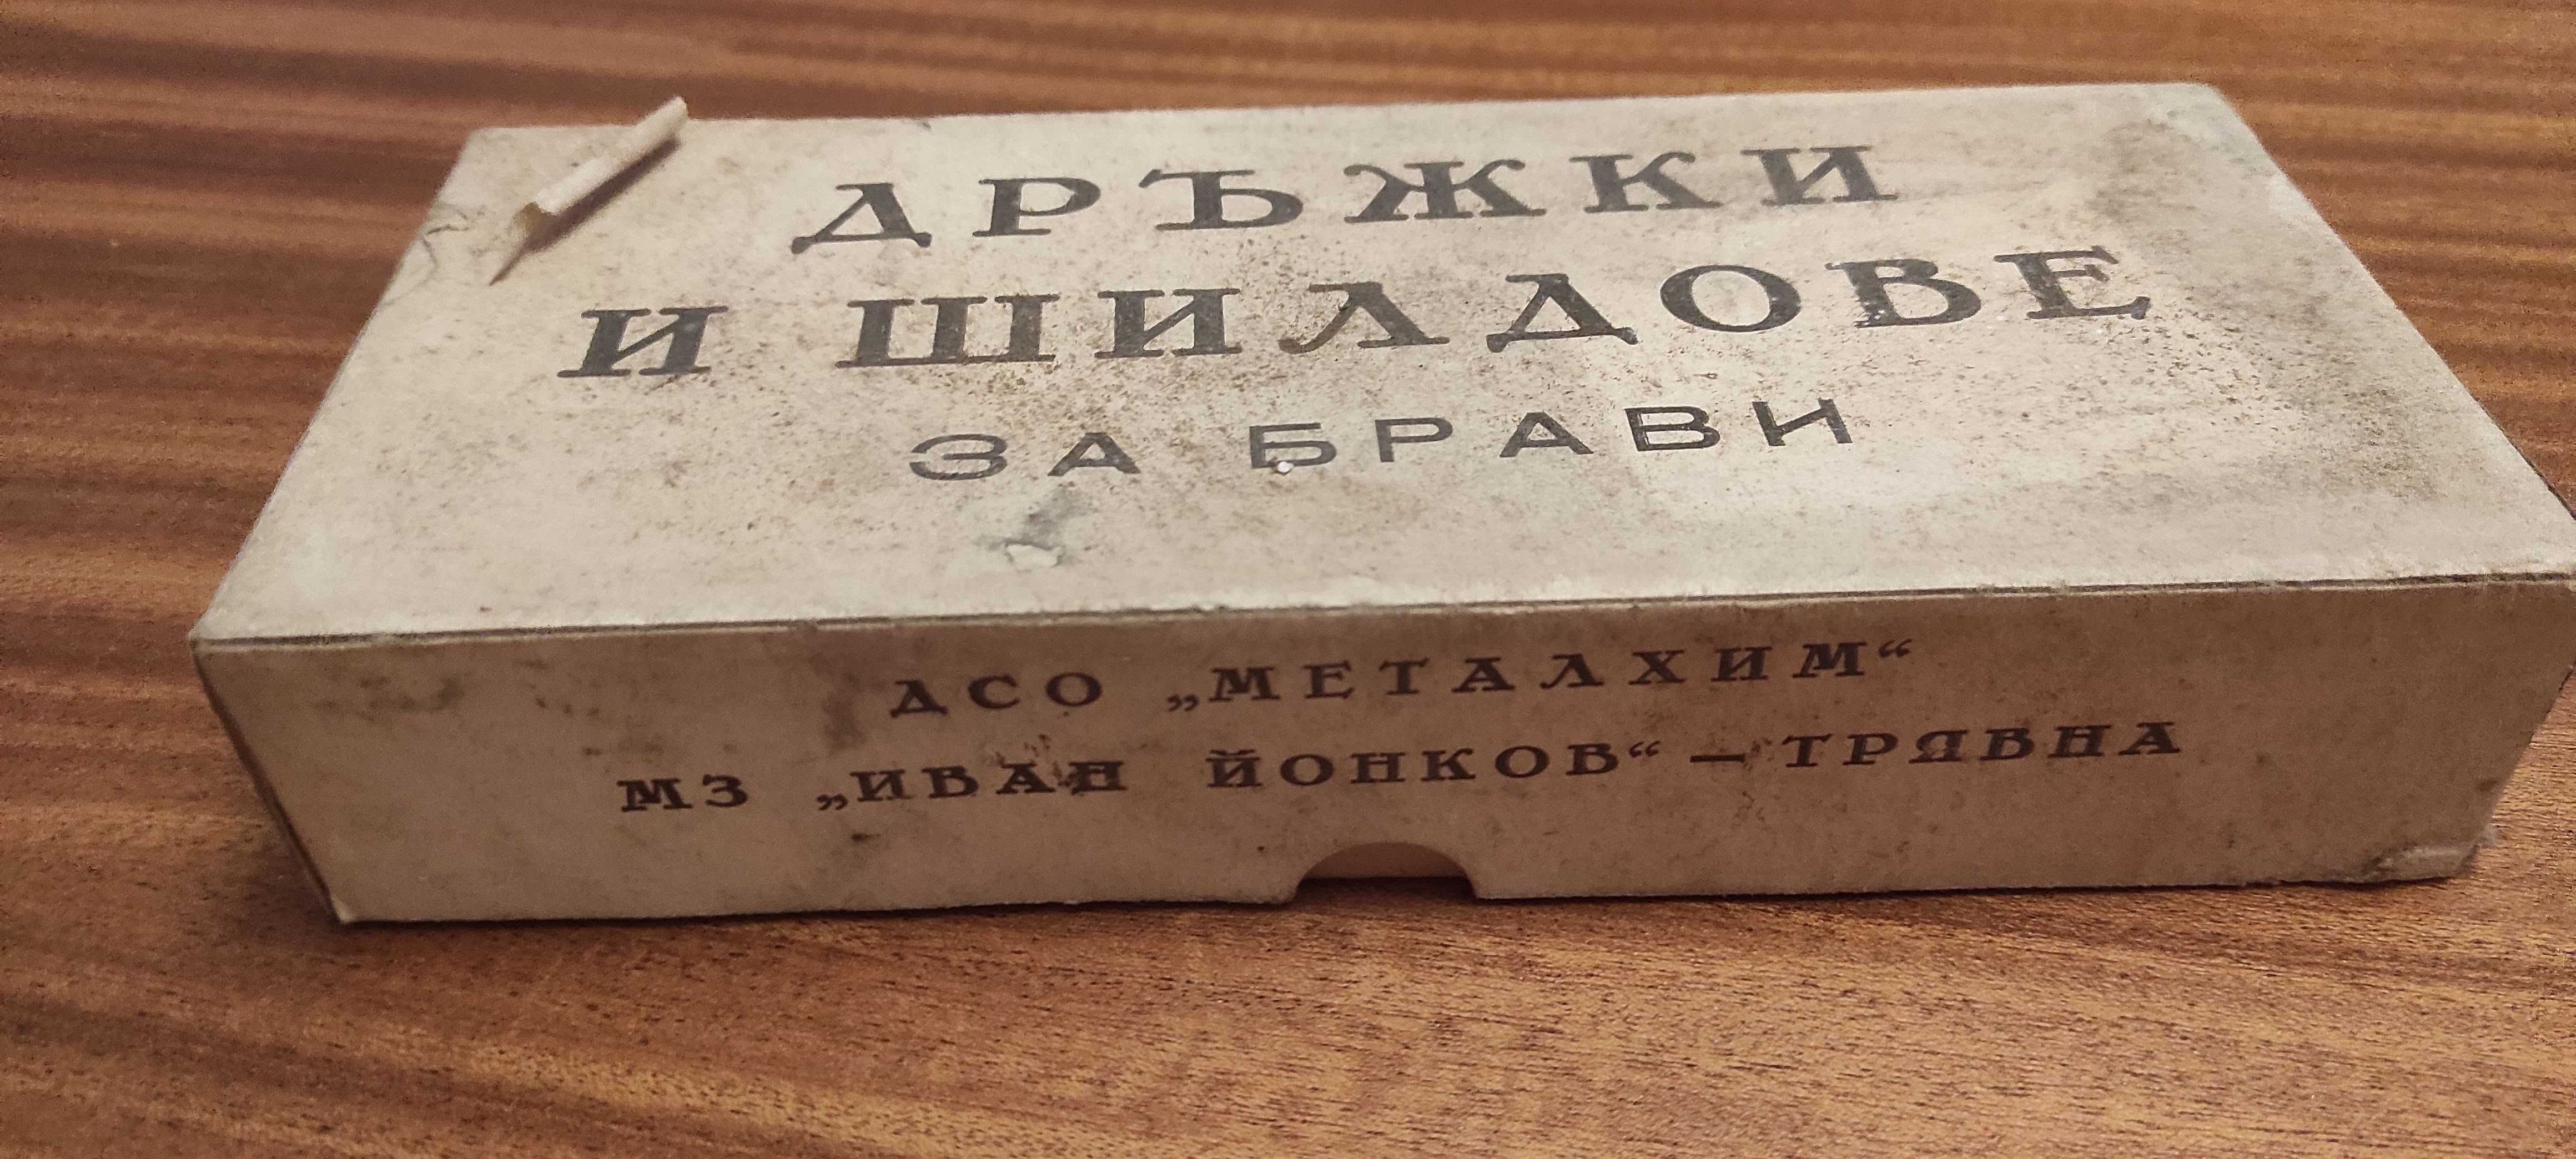 ДРЪЖКИ
И ШИЛДОВЕ
ЗА БРАВИ
ДСО „МЕТАЛХИМ“
МЗ „ИВАН ЙОНКОВ“ – ТРЯВНА